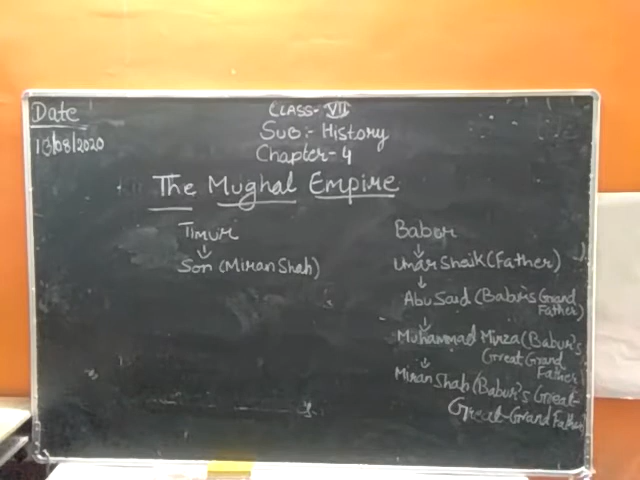 Date
13/08/2020
CLASS- VII
SUB:- History
Chapter-4
The Mughal Empire
Timur
↓
Son (Miran Shah)
Babur
↓
Umar Shaik (Father)
↓
Abu Said (Babur's Grand
Father)
↓
Muhammad Mirza (Babur's
Great Grand
Father
↓
Miran Shah (Babur's Great-
Great-Grand Father)